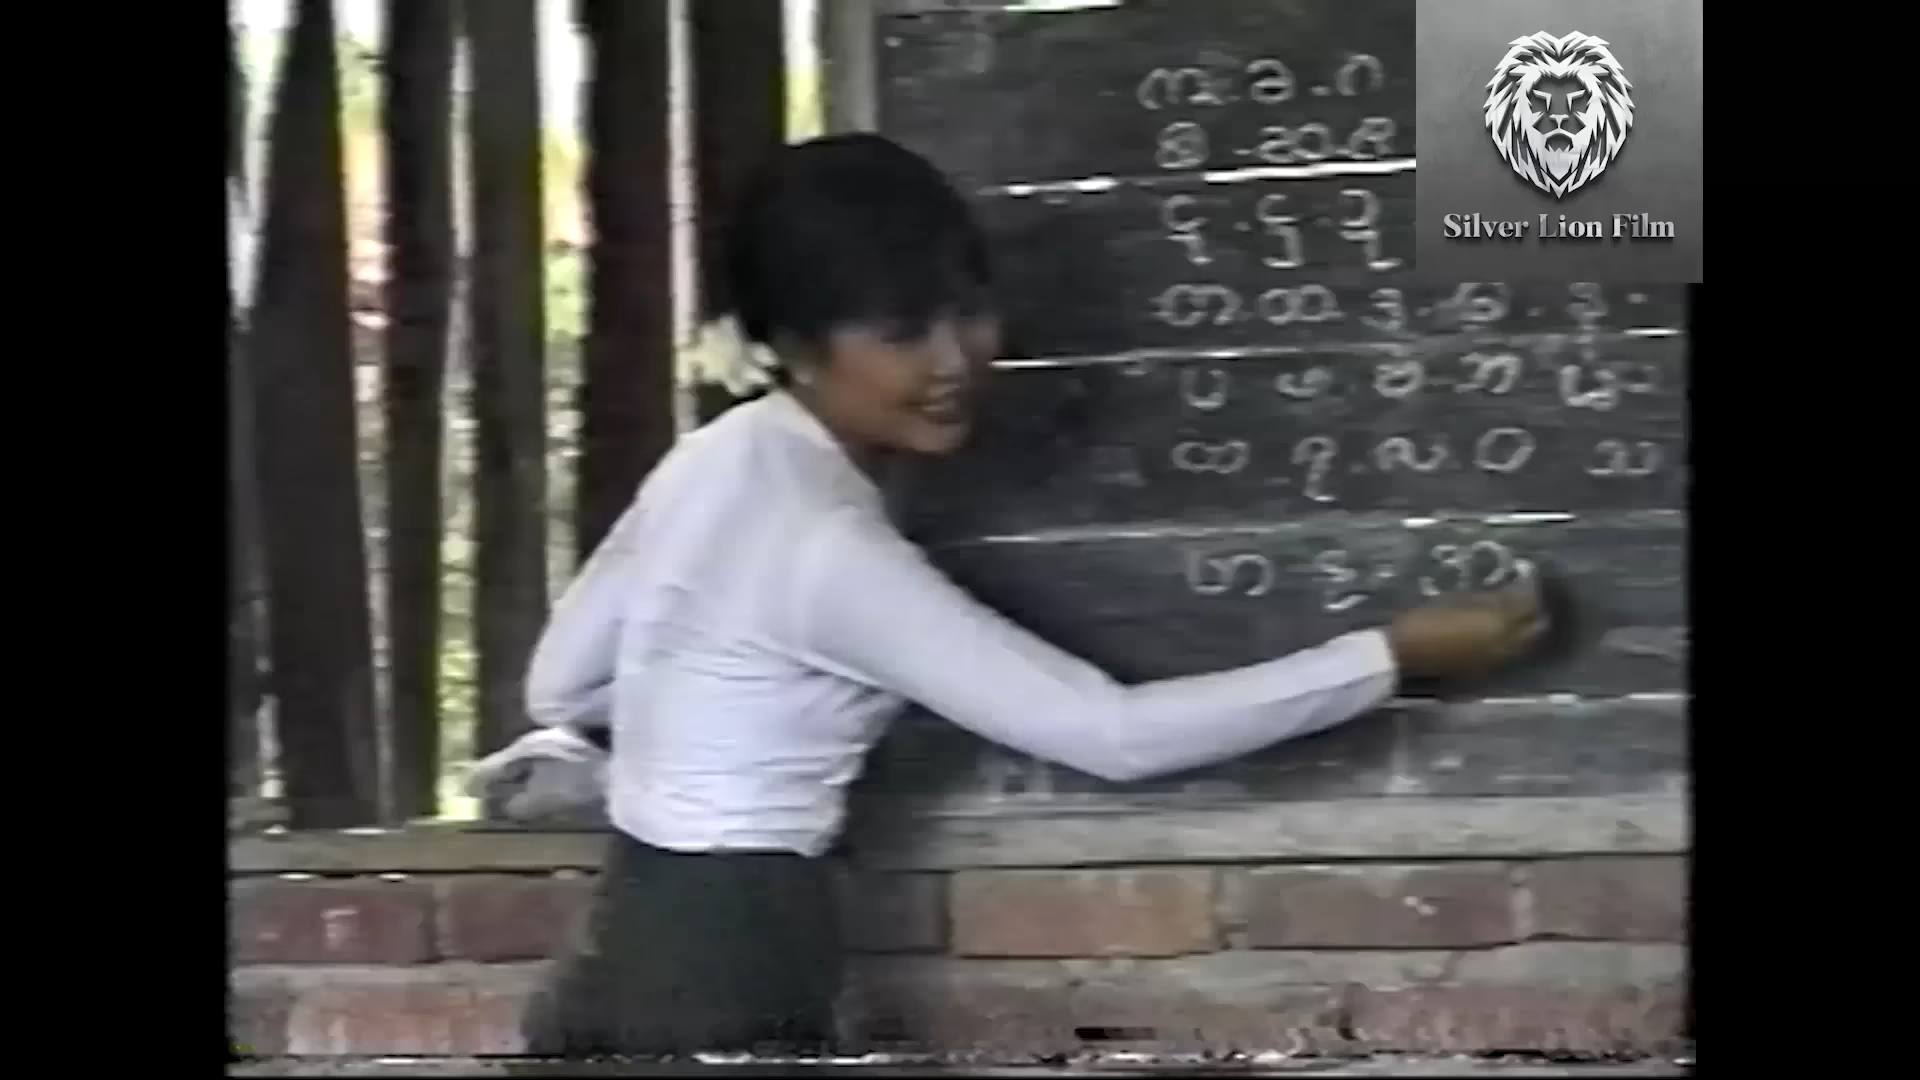 က.ခ.ဂ
စ.ဆ.ဇ
ဋ.ဌ.ဍ
တ.ထ.ဒ.ဓ.န.
ပ ဖ.ဗ.ဘ မ
ယ ရ.လ.ဝ သ
ဟ ဠ အ
Silver Lion Film